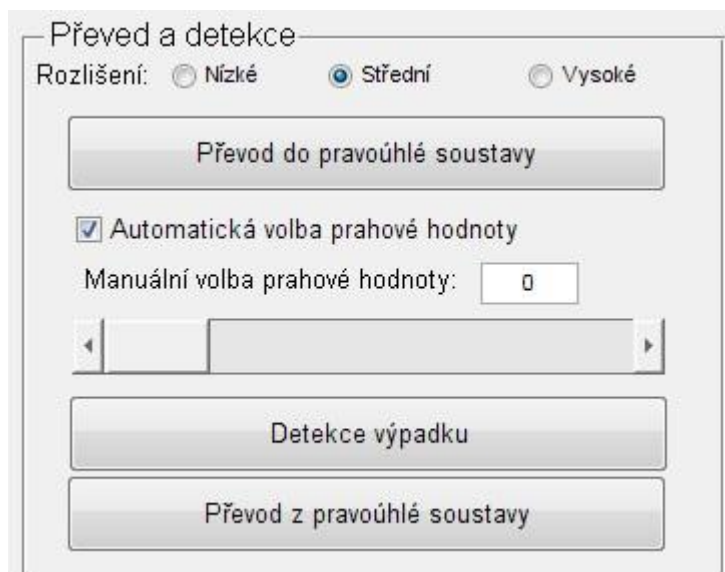 Převed a detekce
Rozlišení: Nízké Střední Vysoké
Převod do pravoúhlé soustavy
Automatická volba prahové hodnoty
Manuální volba prahové hodnoty: 0
Detekce výpadku
Převod z pravoúhlé soustavy